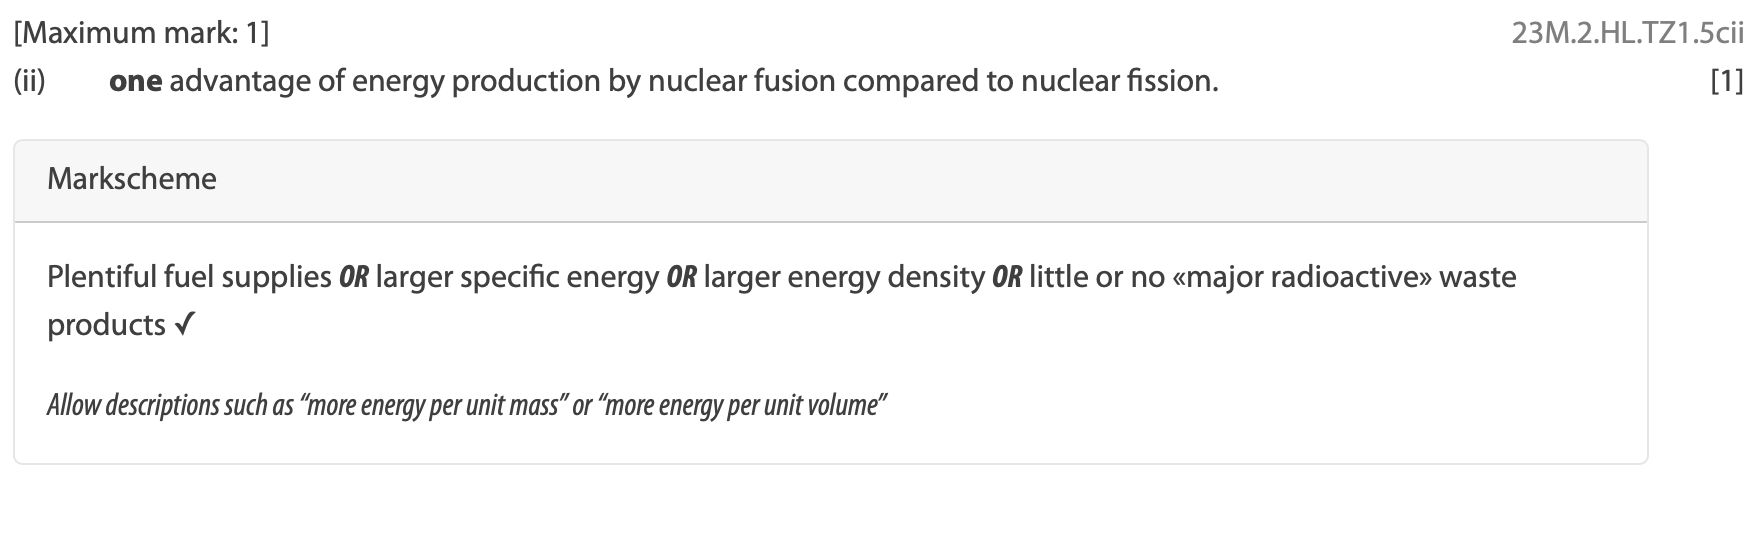 [Maximum mark: 1] 23M.2.HL.TZ1.5cii
(ii) one advantage of energy production by nuclear fusion compared to nuclear fission. [1]
Markscheme
Plentiful fuel supplies OR larger specific energy OR larger energy density OR little or no «major radioactive» waste
products ✓
Allow descriptions such as “more energy per unit mass” or “more energy per unit volume”